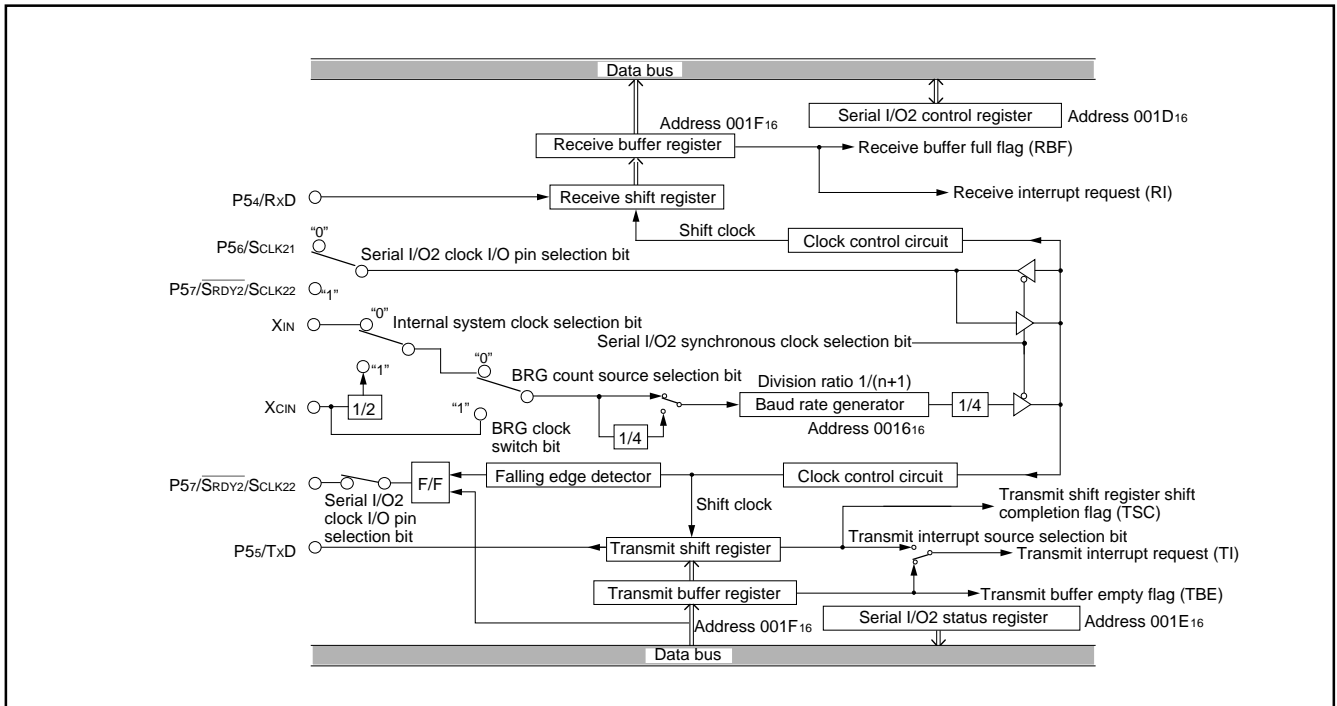 Data bus
Address 001F16
Serial I/O2 control register
Address 001D16
Receive buffer register
Receive buffer full flag (RBF)
Receive shift register
Receive interrupt request (RI)
P54/RXD
Shift clock
Clock control circuit
P56/SCLK21
"0"
Serial I/O2 clock I/O pin selection bit
P57/SRDY2/SCLK22
"1"
XIN
"0"
Internal system clock selection bit
Serial I/O2 synchronous clock selection bit
"1"
"0"
BRG count source selection bit
Division ratio 1/(n+1)
XCIN
1/2
"1"
BRG clock
switch bit
1/4
Baud rate generator
1/4
Address 001616
P57/SRDY2/SCLK22
F/F
Falling edge detector
Clock control circuit
Serial I/O2
clock I/O pin
selection bit
Shift clock
Transmit shift register shift
completion flag (TSC)
P55/TXD
Transmit shift register
Transmit interrupt source selection bit
Transmit interrupt request (TI)
Transmit buffer register
Transmit buffer empty flag (TBE)
Address 001F16
Serial I/O2 status register
Address 001E16
Data bus